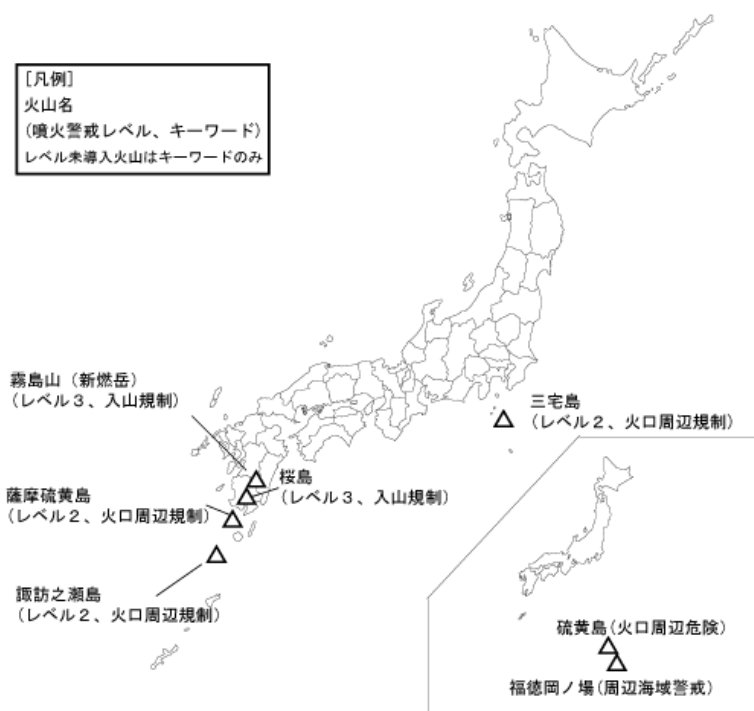 ［凡例］
火山名
（噴火警戒レベル、キーワード）
レベル未導入火山はキーワードのみ
霧島山（新燃岳）
（レベル３、入山規制）
三宅島
（レベル２、火口周辺規制）
桜島
（レベル３、入山規制）
薩摩硫黄島
（レベル２、火口周辺規制）
諏訪之瀬島
（レベル２、火口周辺規制）
硫黄島（火口周辺危険）
福徳岡ノ場（周辺海域警戒）